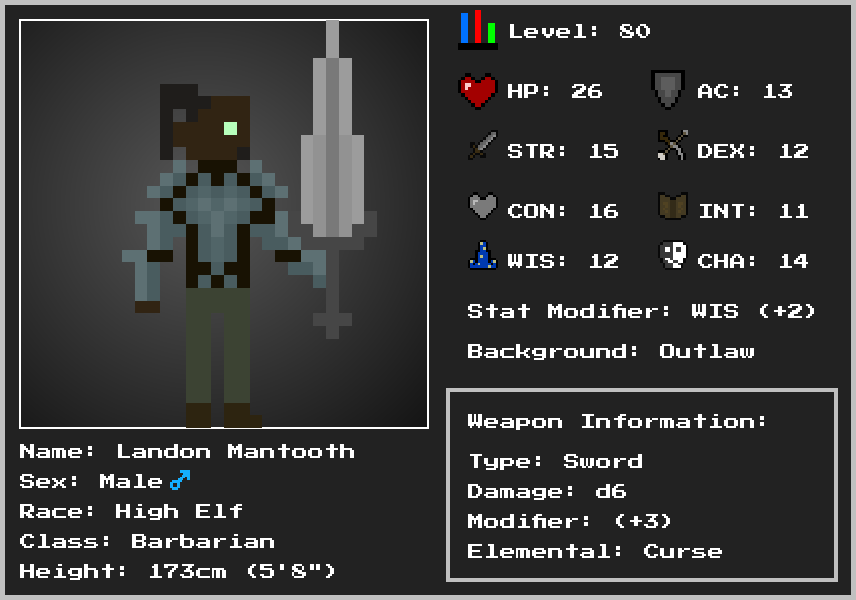 Level: 80
HP: 26
AC: 13
STR: 15
DEX: 12
CON: 16
INT: 11
WIS: 12
CHA: 14
Stat Modifier: WIS (+2)
Background: Outlaw
Name: Landon Mantooth
Sex: Male ♂
Race: High Elf
Class: Barbarian
Height: 173cm (5'8")
Weapon Information:
Type: Sword
Damage: d6
Modifier: (+3)
Elemental: Curse